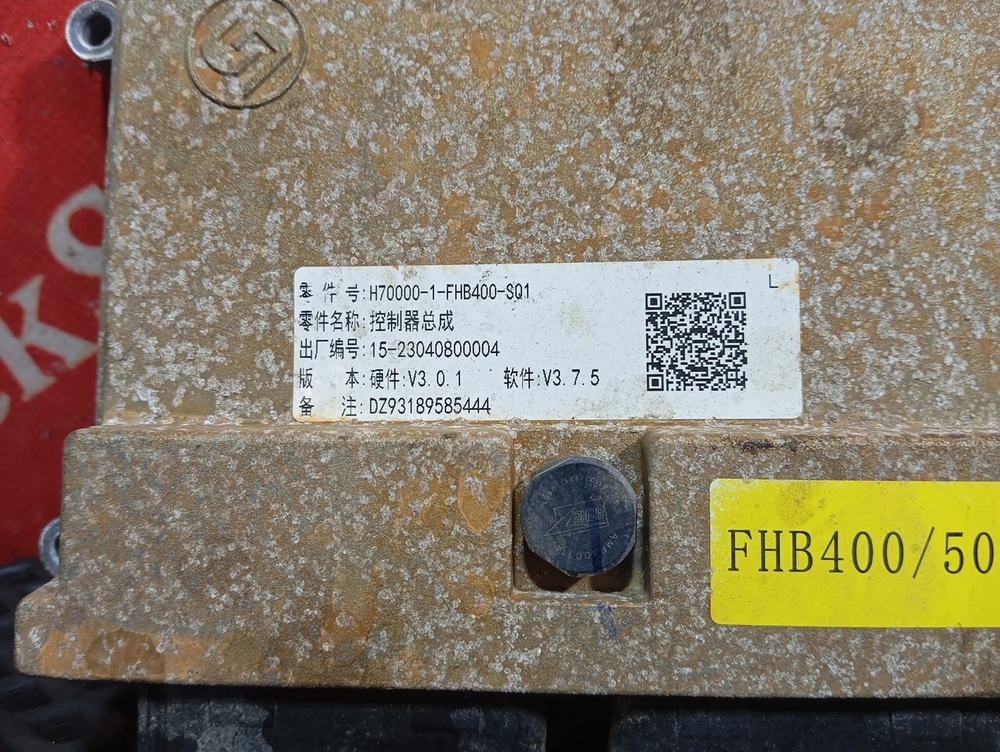 零 件 号:H70000-1-FHB400-SQ1
零件名称:控制器总成
出厂编号:15-23040800004
版 本:硬件:V3.0.1 软件:V3.7.5
备 注:DZ93189585444
L
FHB400/50